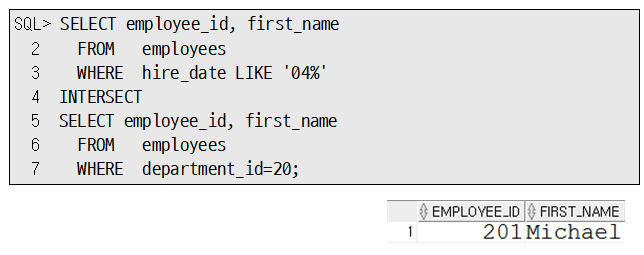 SQL> SELECT employee_id, first_name
2 FROM employees
3 WHERE hire_date LIKE '04%'
4 INTERSECT
5 SELECT employee_id, first_name
6 FROM employees
7 WHERE department_id=20;
EMPLOYEE_ID FIRST_NAME
1 201 Michael